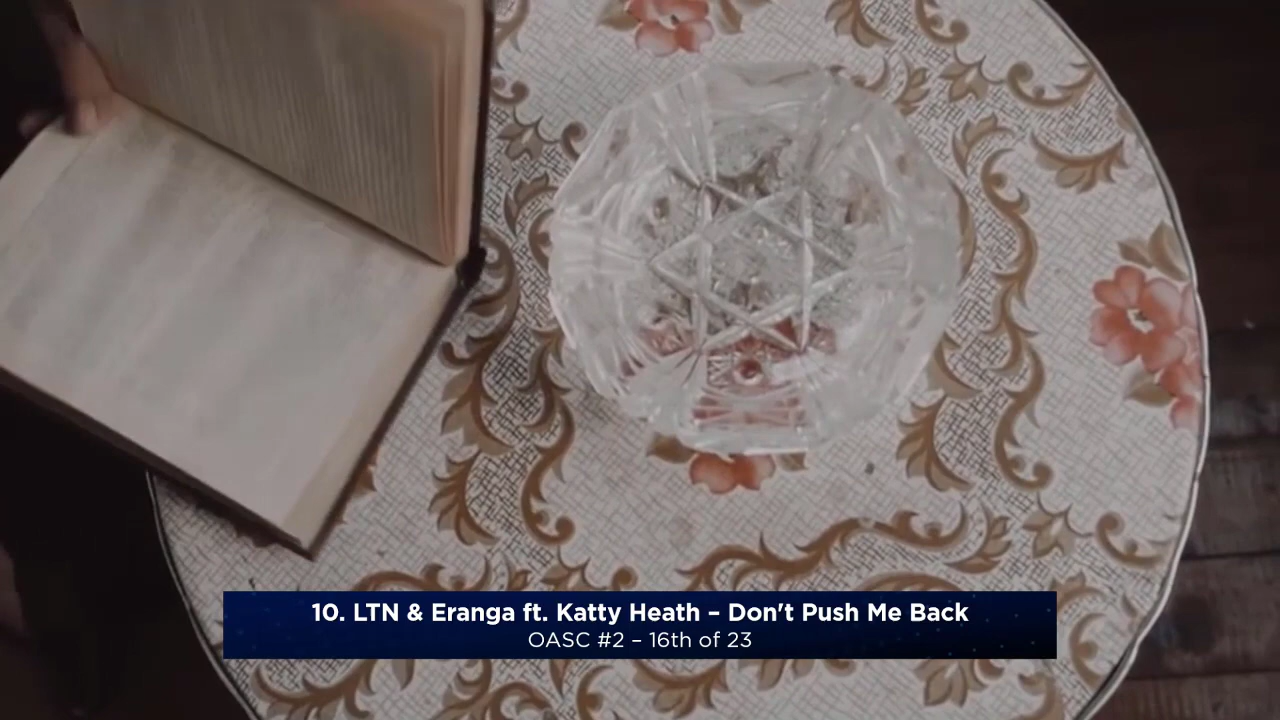 10. LTN & Eranga ft. Katty Heath – Don't Push Me Back
OASC #2 – 16th of 23